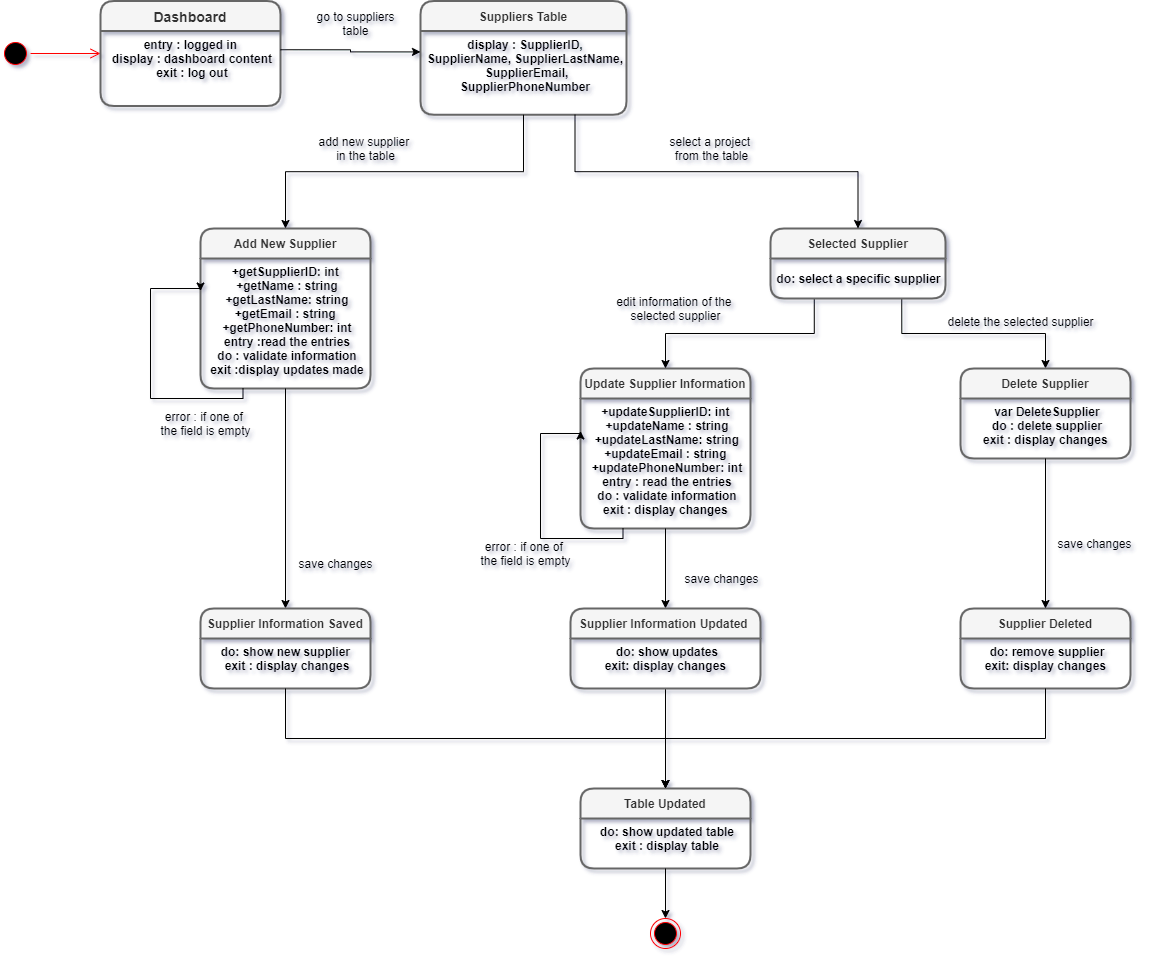 Dashboard
entry : logged in
display : dashboard content
exit : log out
go to suppliers
table
Suppliers Table
display : SupplierID,
SupplierName, SupplierLastName,
SupplierEmail,
SupplierPhoneNumber
add new supplier
in the table
select a project
from the table
Add New Supplier
+getSupplierID: int
+getName : string
+getLastName: string
+getEmail : string
+getPhoneNumber: int
entry :read the entries
do : validate information
exit :display updates made
error : if one of
the field is empty
Selected Supplier
do: select a specific supplier
edit information of the
selected supplier
delete the selected supplier
Update Supplier Information
+updateSupplierID: int
+updateName : string
+updateLastName: string
+updateEmail : string
+updatePhoneNumber: int
entry : read the entries
do : validate information
exit : display changes
error : if one of
the field is empty
Delete Supplier
var DeleteSupplier
do : delete supplier
exit : display changes
save changes
save changes
save changes
Supplier Information Saved
do: show new supplier
exit : display changes
Supplier Information Updated
do: show updates
exit: display changes
Supplier Deleted
do: remove supplier
exit: display changes
Table Updated
do: show updated table
exit : display table